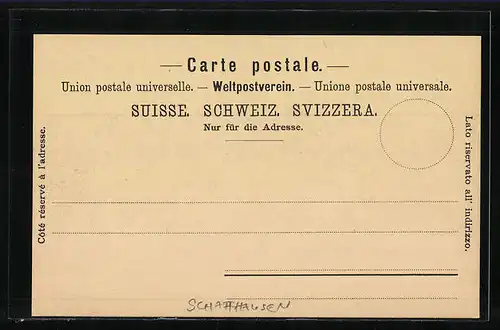 — Carte postale. —
Union postale universelle. — Weltpostverein. — Unione postale universale.
SUISSE. SCHWEIZ. SVIZZERA.
Nur für die Adresse.
Côté réservé à l'adresse.
Lato riservato all' indirizzo.
SCHAFFHAUSEN